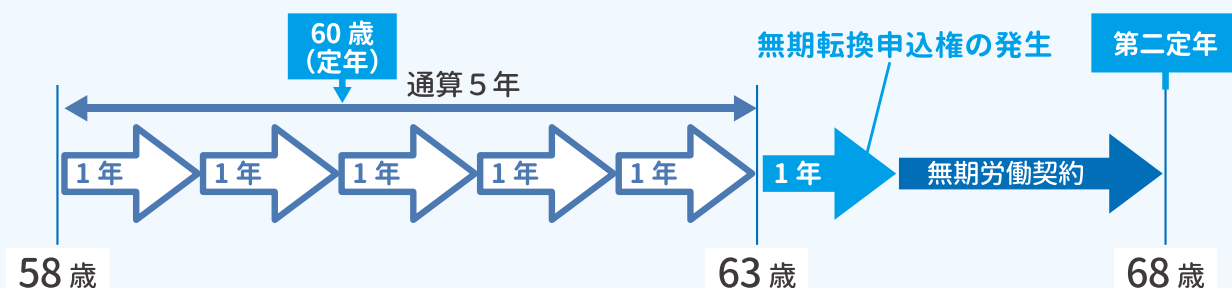 60 歳
（定年）
通算５年
無期転換申込権の発生
第二定年
1 年
1 年
1 年
1 年
1 年
1 年
無期労働契約
58 歳
63 歳
68 歳